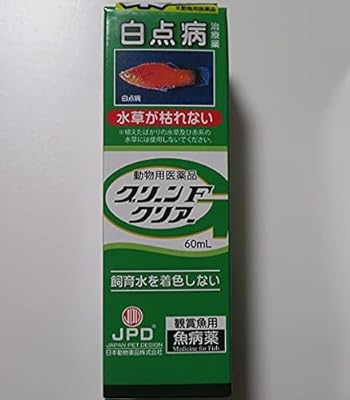 ※動物用医薬品
白点病
治療薬
白点病
水草が枯れない
※植えたばかりの水草及び赤系の
水草には使用しないでください。
動物用医薬品
グリーンF
クリアー
60mL
飼育水を着色しない
JPD®
JAPAN PET DESIGN
日本動物薬品株式会社
観賞魚用
魚病薬
Medicine for Fish